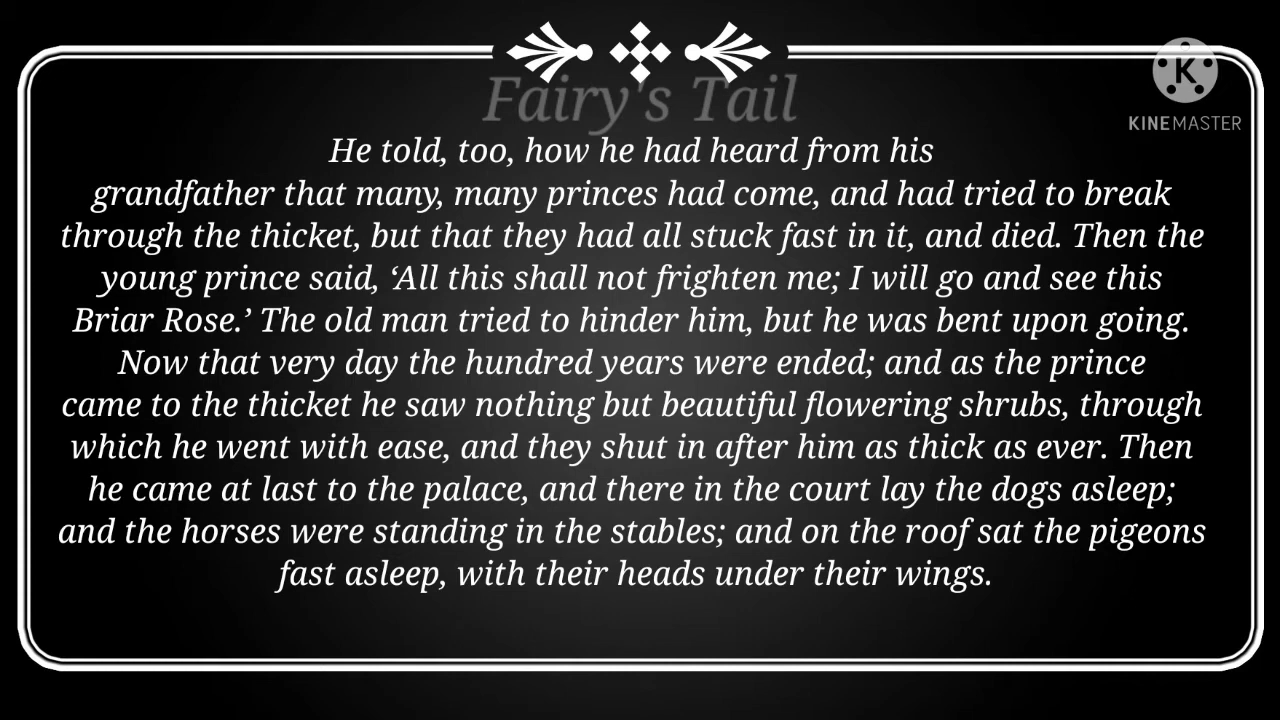 Fairy's Tail
K
KINEMASTER
He told, too, how he had heard from his
grandfather that many, many princes had come, and had tried to break
through the thicket, but that they had all stuck fast in it, and died. Then the
young prince said, ‘All this shall not frighten me; I will go and see this
Briar Rose.’ The old man tried to hinder him, but he was bent upon going.
Now that very day the hundred years were ended; and as the prince
came to the thicket he saw nothing but beautiful flowering shrubs, through
which he went with ease, and they shut in after him as thick as ever. Then
he came at last to the palace, and there in the court lay the dogs asleep;
and the horses were standing in the stables; and on the roof sat the pigeons
fast asleep, with their heads under their wings.